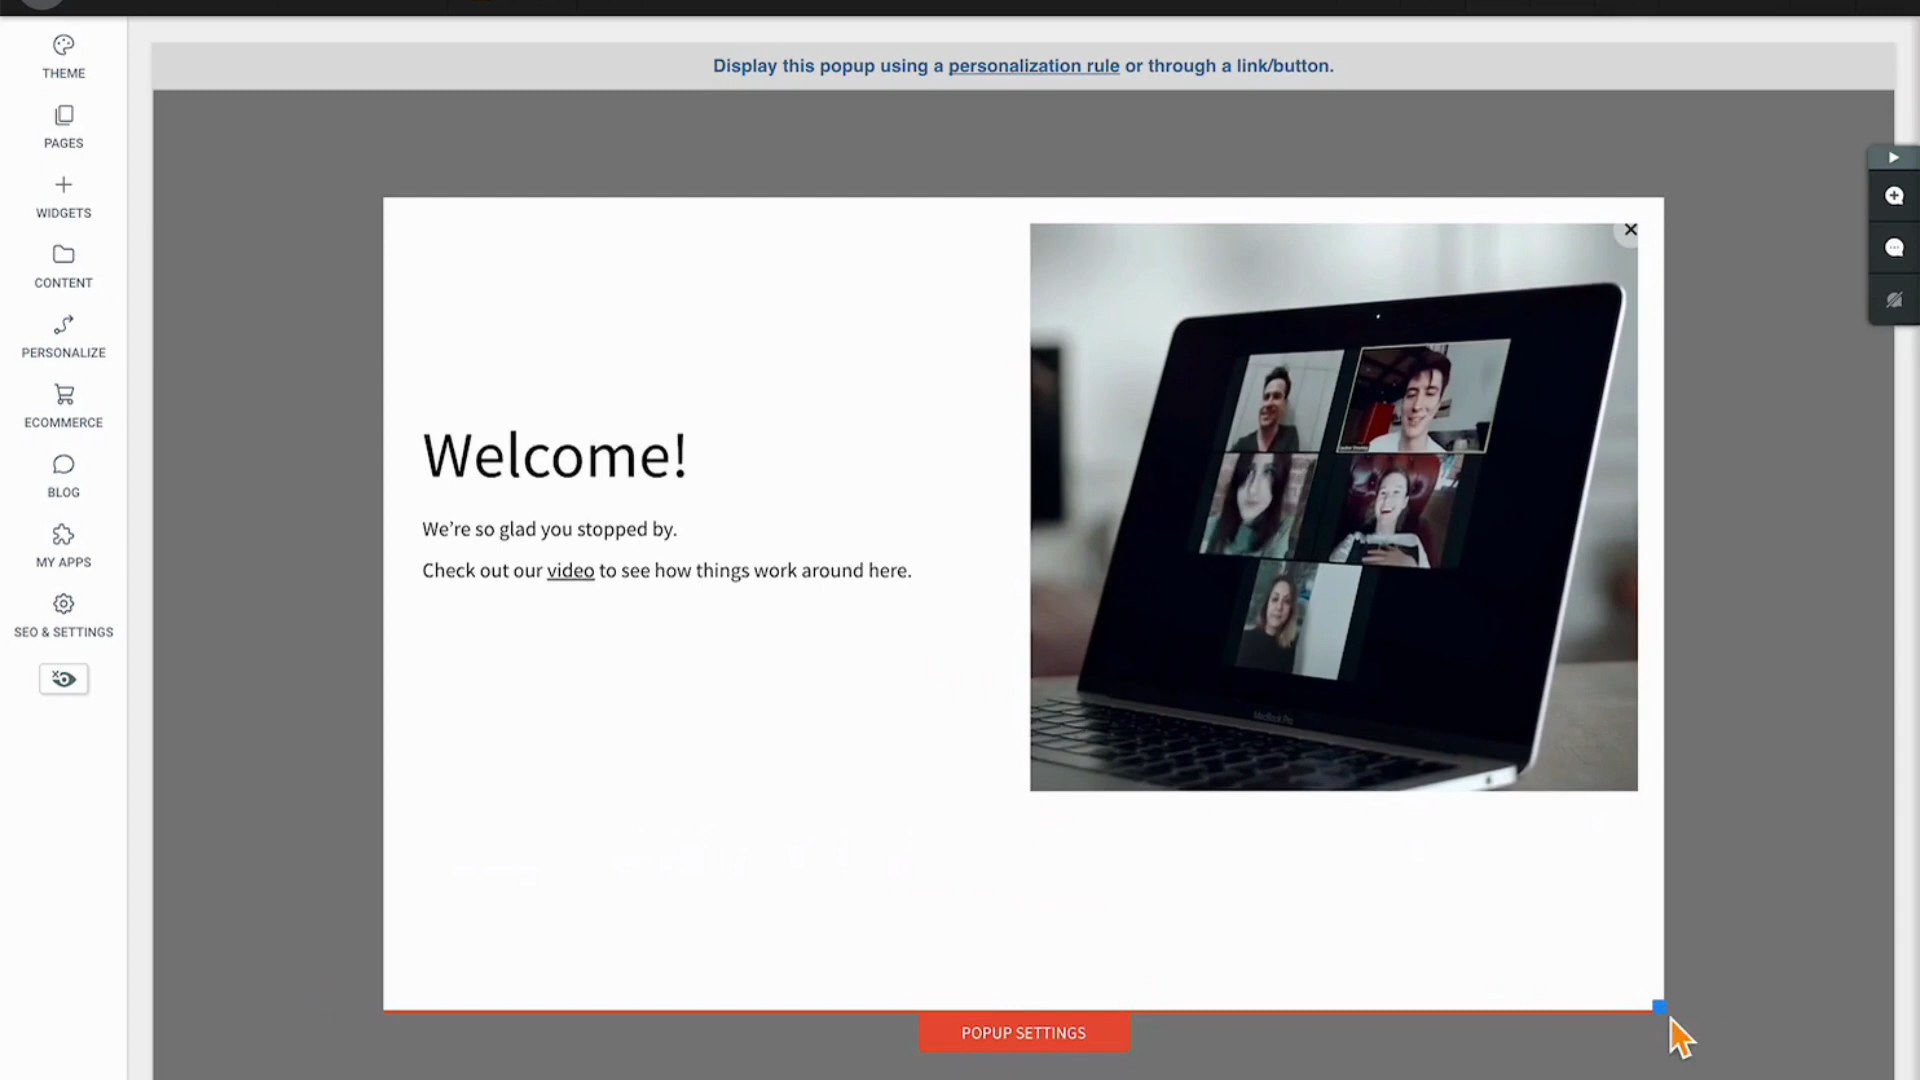 Display this popup using a personalization rule or through a link/button.
THEME
PAGES
WIDGETS
CONTENT
PERSONALIZE
ECOMMERCE
BLOG
MY APPS
SEO & SETTINGS
Welcome!
We’re so glad you stopped by.
Check out our video to see how things work around here.
MacBook Pro
POPUP SETTINGS